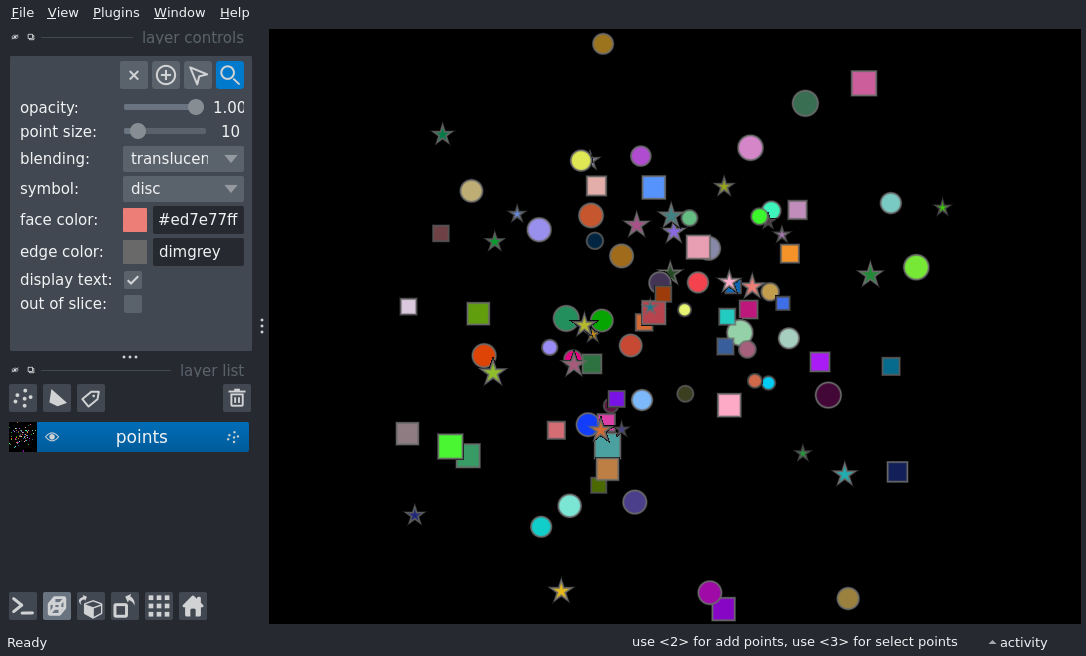 File View Plugins Window Help
layer controls
opacity: 1.00
point size: 10
blending: translucen
symbol: disc
face color: #ed7e77ff
edge color: dimgrey
display text:
out of slice:
layer list
points
Ready
use <2> for add points, use <3> for select points
activity